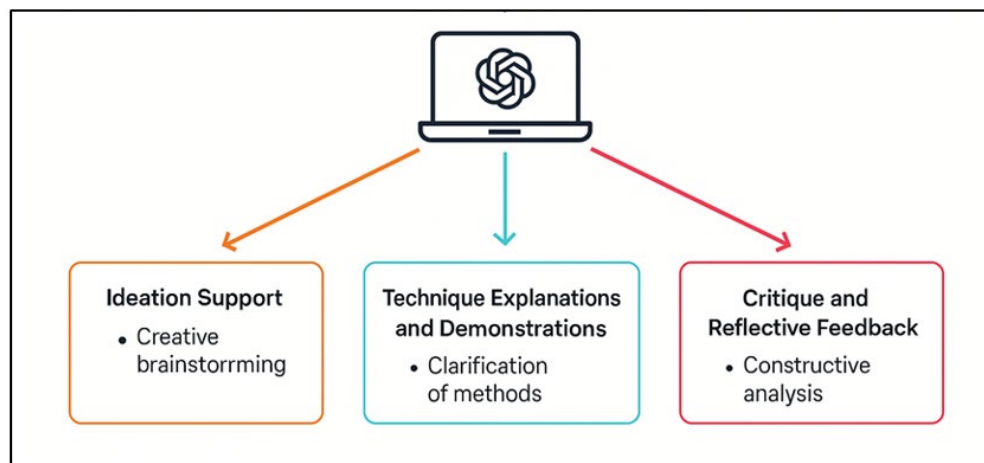 Ideation Support
• Creative
brainstorrming
Technique Explanations
and Demonstrations
• Clarification
of methods
Critique and
Reflective Feedback
• Constructive
analysis